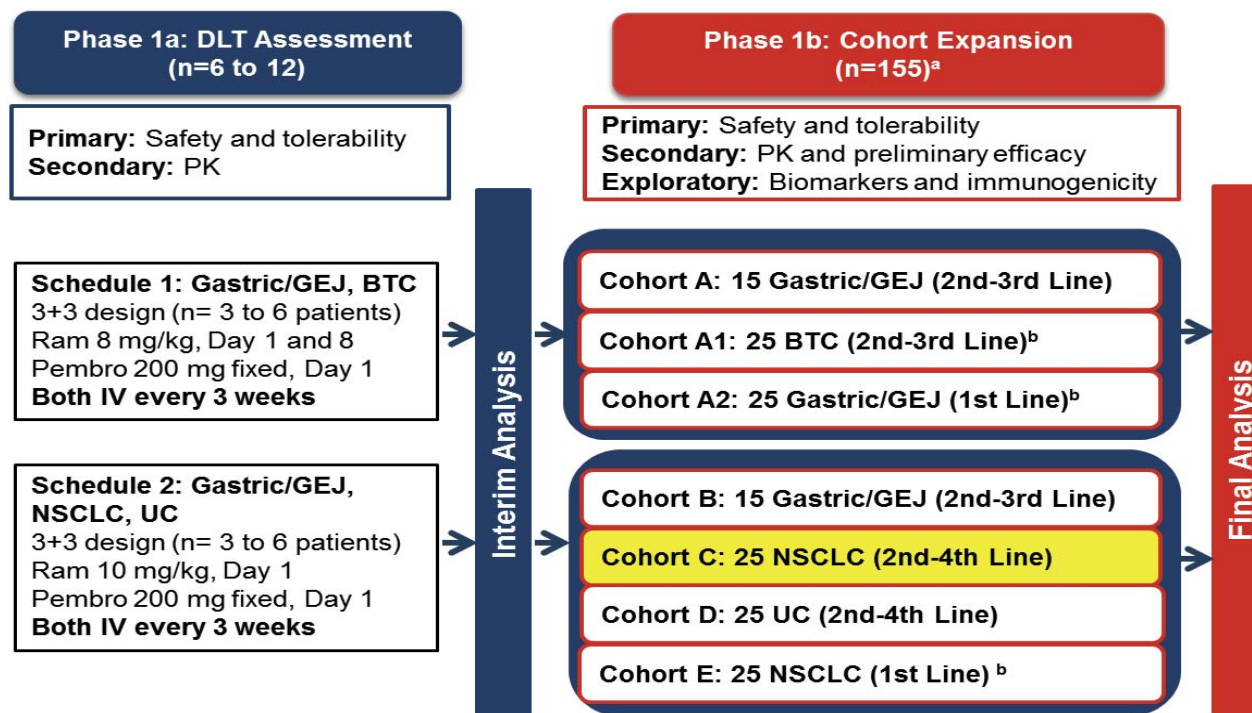 Phase 1a: DLT Assessment
(n=6 to 12)
Primary: Safety and tolerability
Secondary: PK
Schedule 1: Gastric/GEJ, BTC
3+3 design (n= 3 to 6 patients)
Ram 8 mg/kg, Day 1 and 8
Pembro 200 mg fixed, Day 1
Both IV every 3 weeks
Schedule 2: Gastric/GEJ,
NSCLC, UC
3+3 design (n= 3 to 6 patients)
Ram 10 mg/kg, Day 1
Pembro 200 mg fixed, Day 1
Both IV every 3 weeks
Interim Analysis
Phase 1b: Cohort Expansion
(n=155)ᵃ
Primary: Safety and tolerability
Secondary: PK and preliminary efficacy
Exploratory: Biomarkers and immunogenicity
Cohort A: 15 Gastric/GEJ (2nd-3rd Line)
Cohort A1: 25 BTC (2nd-3rd Line)ᵇ
Cohort A2: 25 Gastric/GEJ (1st Line)ᵇ
Cohort B: 15 Gastric/GEJ (2nd-3rd Line)
Cohort C: 25 NSCLC (2nd-4th Line)
Cohort D: 25 UC (2nd-4th Line)
Cohort E: 25 NSCLC (1st Line) ᵇ
Final Analysis